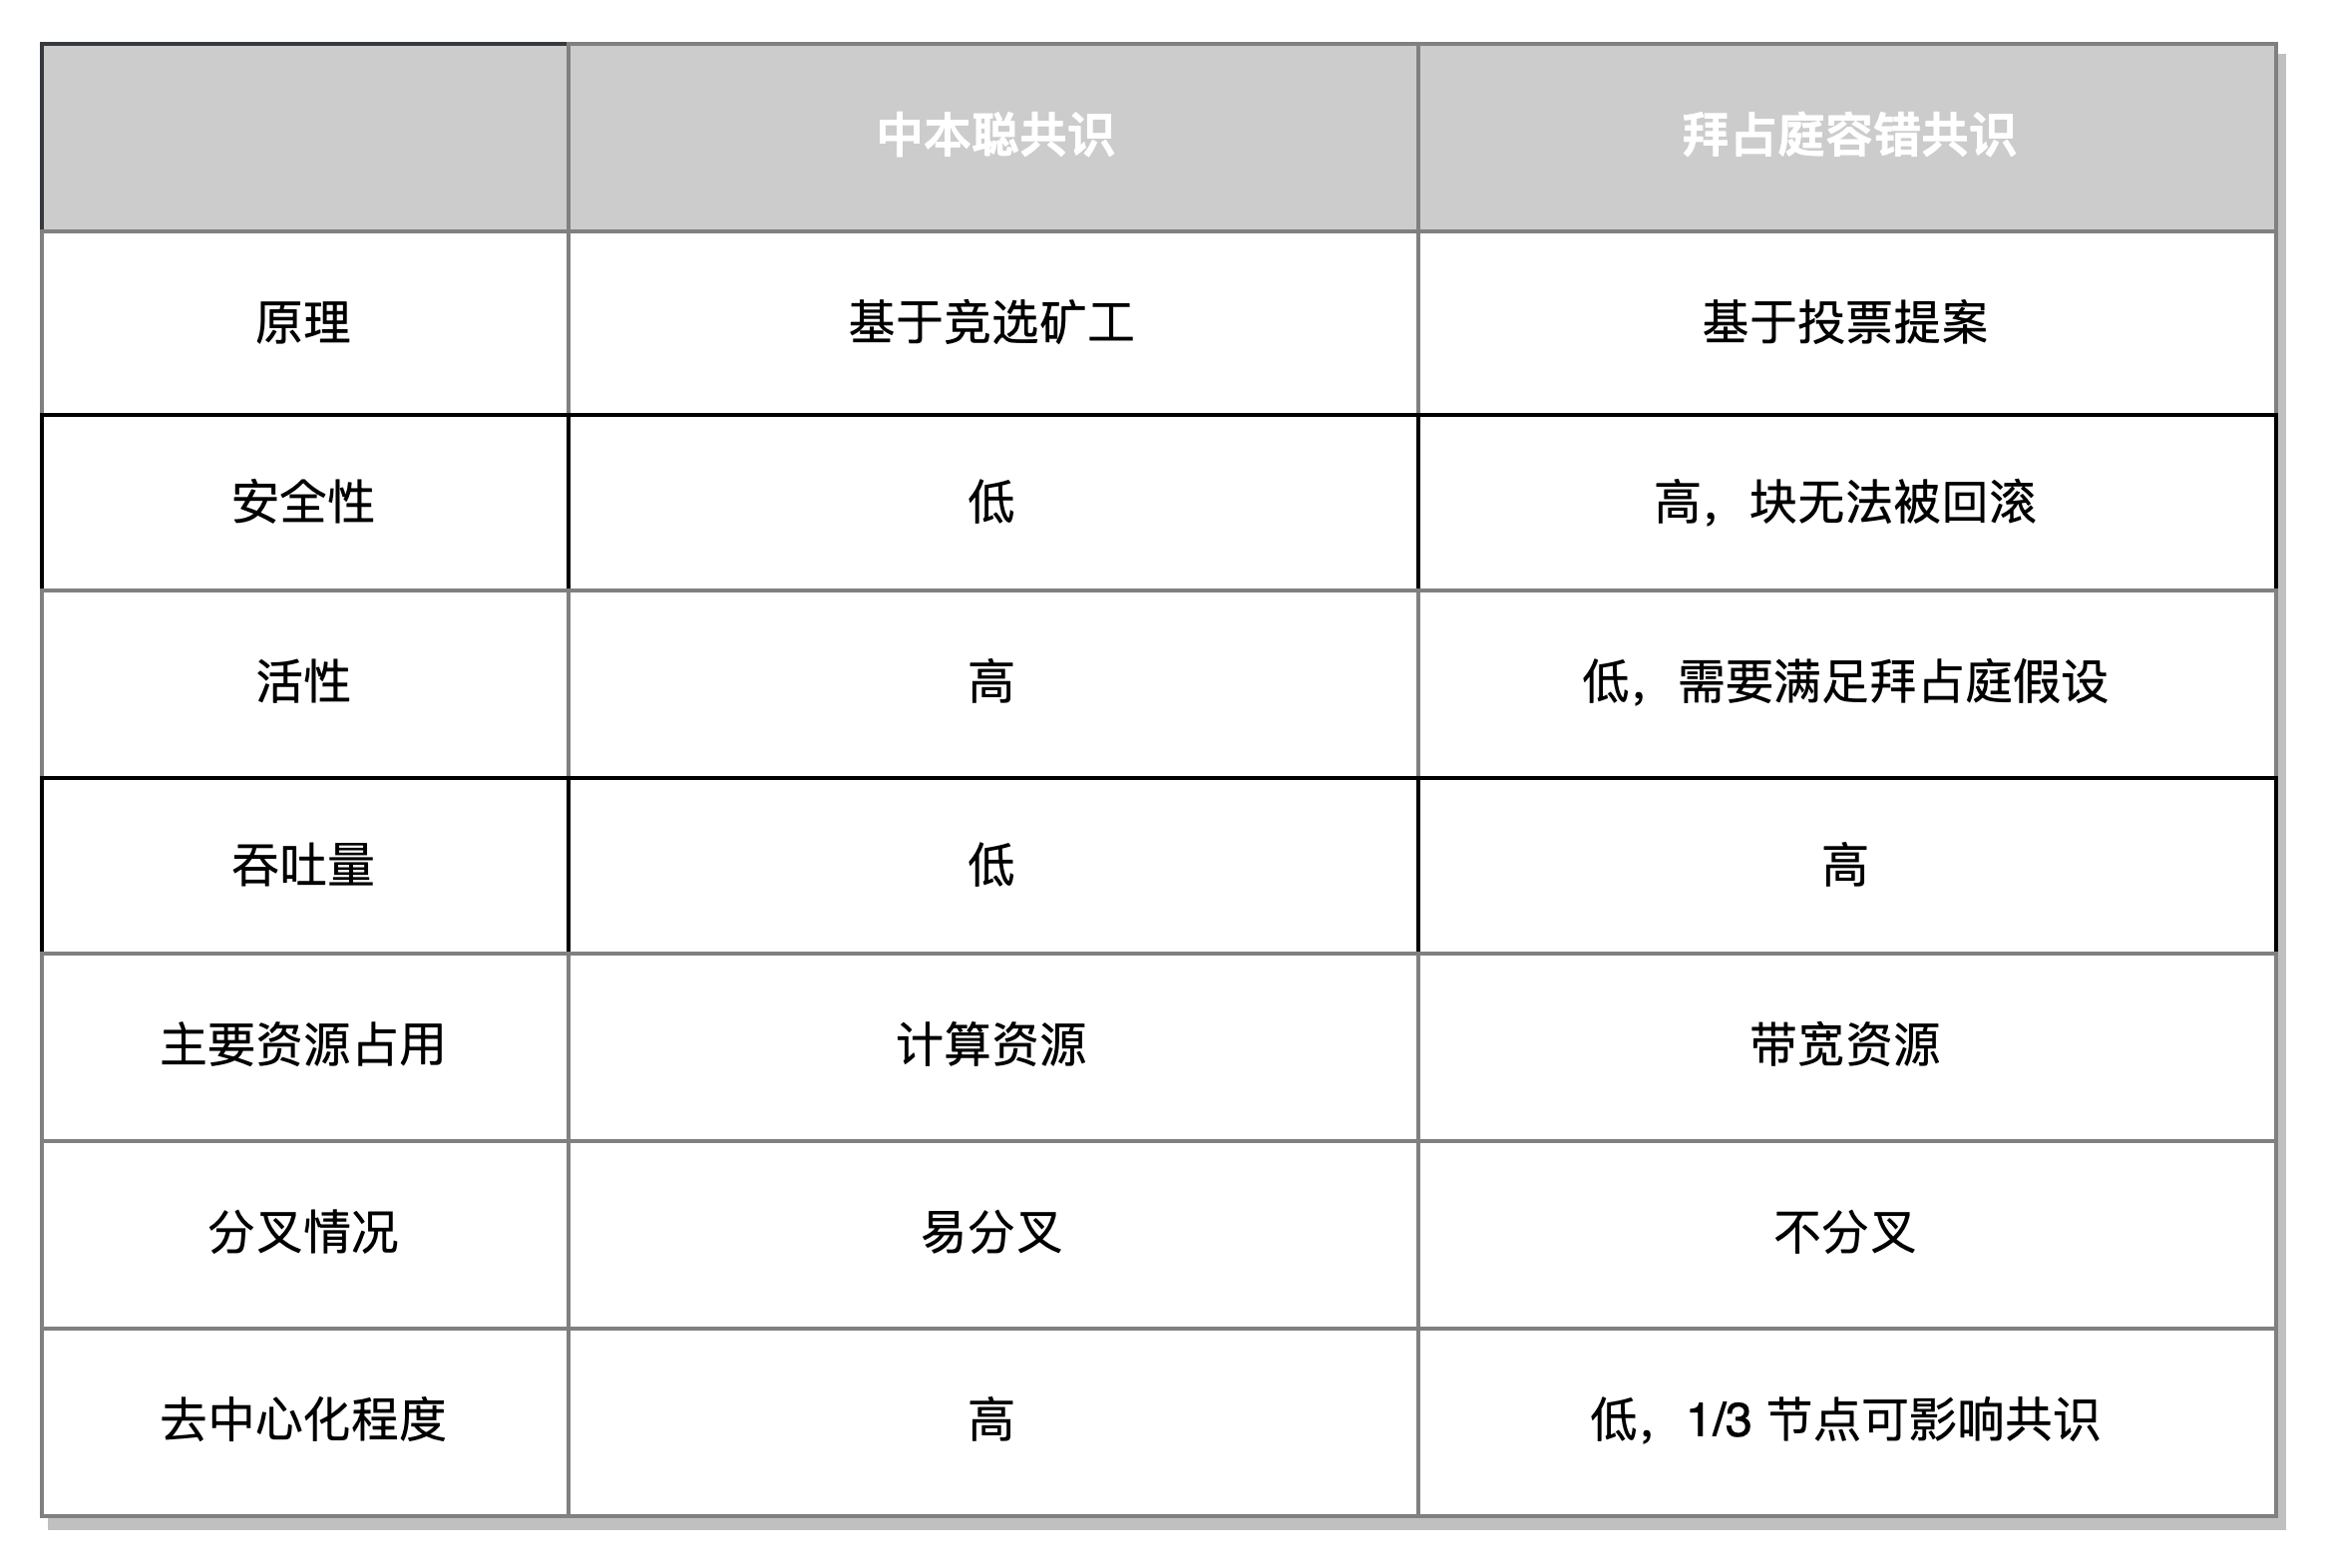 中本聪共识 拜占庭容错共识
原理 基于竞选矿工 基于投票提案
安全性 低 高，块无法被回滚
活性 高 低，需要满足拜占庭假设
吞吐量 低 高
主要资源占用 计算资源 带宽资源
分叉情况 易分叉 不分叉
去中心化程度 高 低，1/3 节点可影响共识